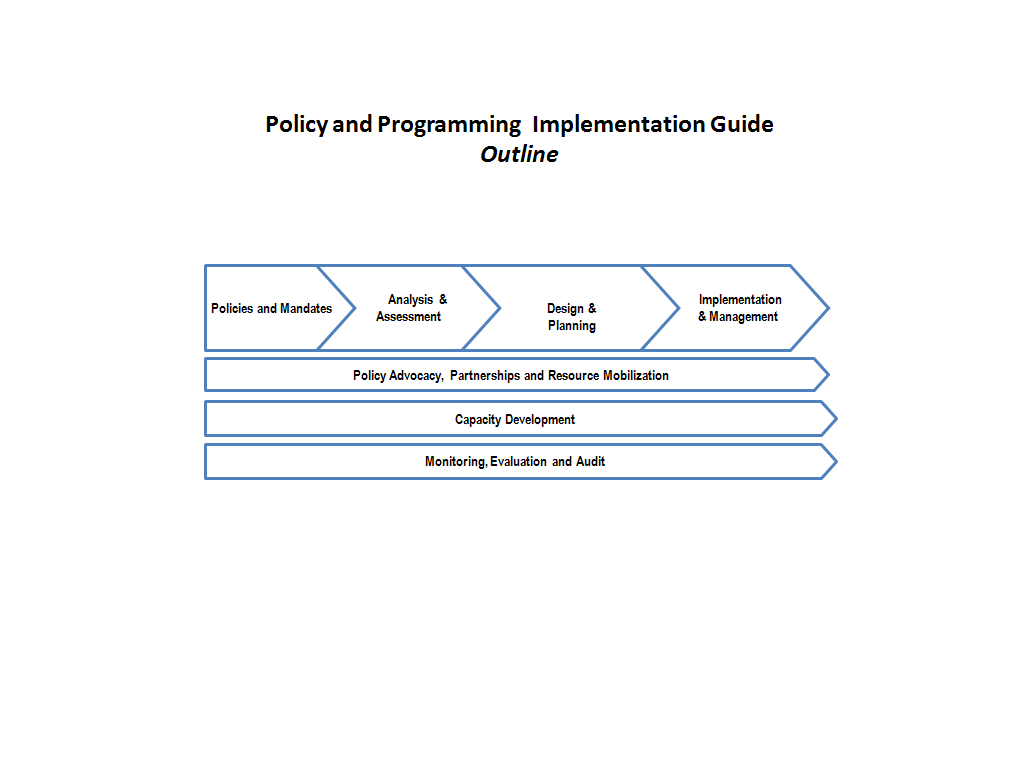 Policy and Programming Implementation Guide
Outline
Policies and Mandates
Analysis &
Assessment
Design &
Planning
Implementation
& Management
Policy Advocacy, Partnerships and Resource Mobilization
Capacity Development
Monitoring, Evaluation and Audit